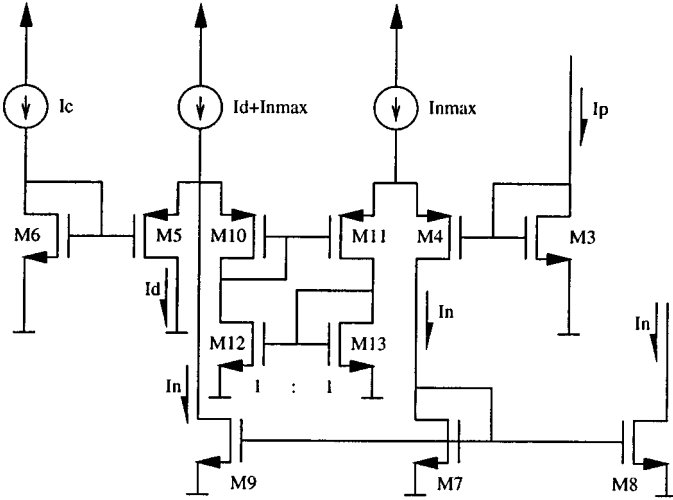 Ic
Id+Inmax
Inmax
Ip
M6
M5
M10
M11
M4
M3
Id
In
In
M12
M13
In
1 : 1
M9
M7
M8